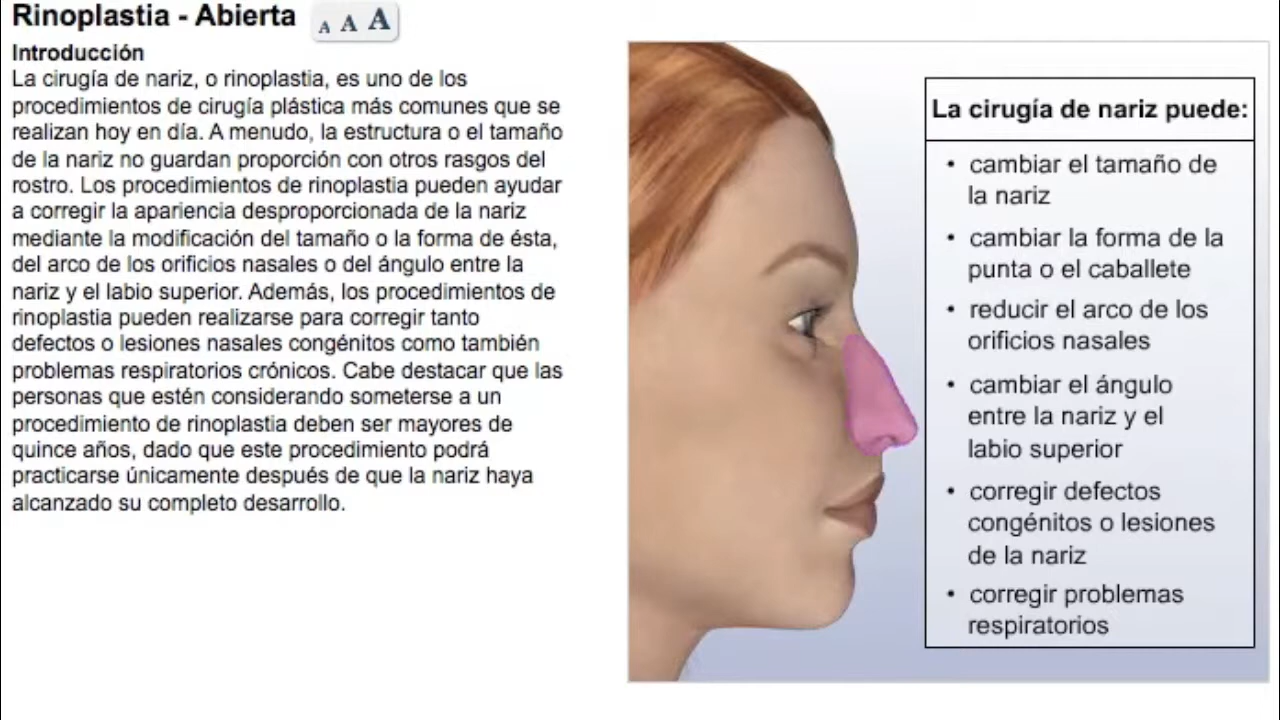 Rinoplastia - Abierta
A A A
Introducción
La cirugía de nariz, o rinoplastia, es uno de los
procedimientos de cirugía plástica más comunes que se
realizan hoy en día. A menudo, la estructura o el tamaño
de la nariz no guardan proporción con otros rasgos del
rostro. Los procedimientos de rinoplastia pueden ayudar
a corregir la apariencia desproporcionada de la nariz
mediante la modificación del tamaño o la forma de ésta,
del arco de los orificios nasales o del ángulo entre la
nariz y el labio superior. Además, los procedimientos de
rinoplastia pueden realizarse para corregir tanto
defectos o lesiones nasales congénitos como también
problemas respiratorios crónicos. Cabe destacar que las
personas que estén considerando someterse a un
procedimiento de rinoplastia deben ser mayores de
quince años, dado que este procedimiento podrá
practicarse únicamente después de que la nariz haya
alcanzado su completo desarrollo.
La cirugía de nariz puede:
• cambiar el tamaño de
la nariz
• cambiar la forma de la
punta o el caballete
• reducir el arco de los
orificios nasales
• cambiar el ángulo
entre la nariz y el
labio superior
• corregir defectos
congénitos o lesiones
de la nariz
• corregir problemas
respiratorios